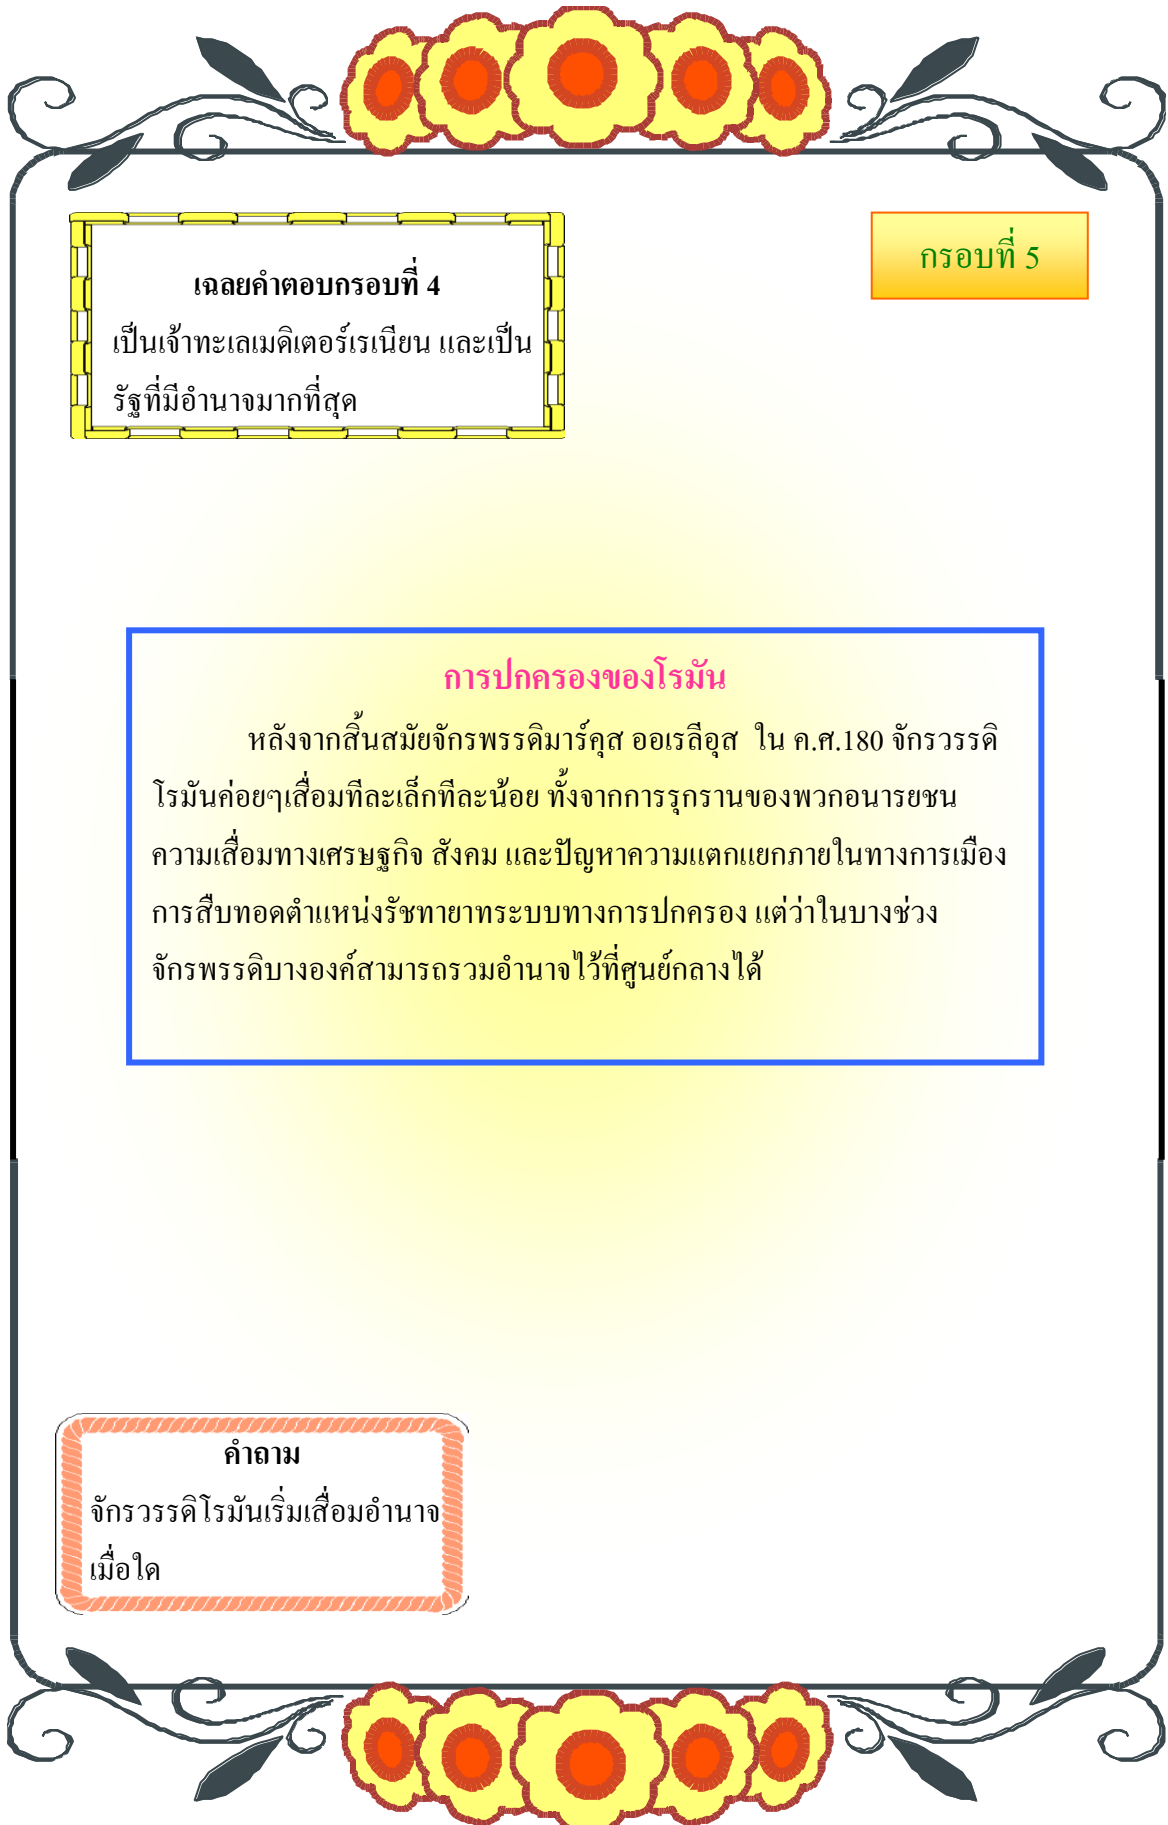 กรอบที่ 5
เฉลยคำตอบกรอบที่ 4
เป็นเจ้าทะเลเมดิเตอร์เรเนียน และเป็น
รัฐที่มีอำนาจมากที่สุด
การปกครองของโรมัน
หลังจากสิ้นสมัยจักรพรรดิมาร์คุส ออเรลีอุส ใน ค.ศ.180 จักรวรรดิ
โรมันค่อยๆเสื่อมทีละเล็กทีละน้อย ทั้งจากการรุกรานของพวกอนารยชน
ความเสื่อมทางเศรษฐกิจ สังคม และปัญหาความแตกแยกภายในทางการเมือง
การสืบทอดตำแหน่งรัชทายาทระบบทางการปกครอง แต่ว่าในบางช่วง
จักรพรรดิบางองค์สามารถรวมอำนาจไว้ที่ศูนย์กลางได้
คำถาม
จักรวรรดิโรมันเริ่มเสื่อมอำนาจ
เมื่อใด